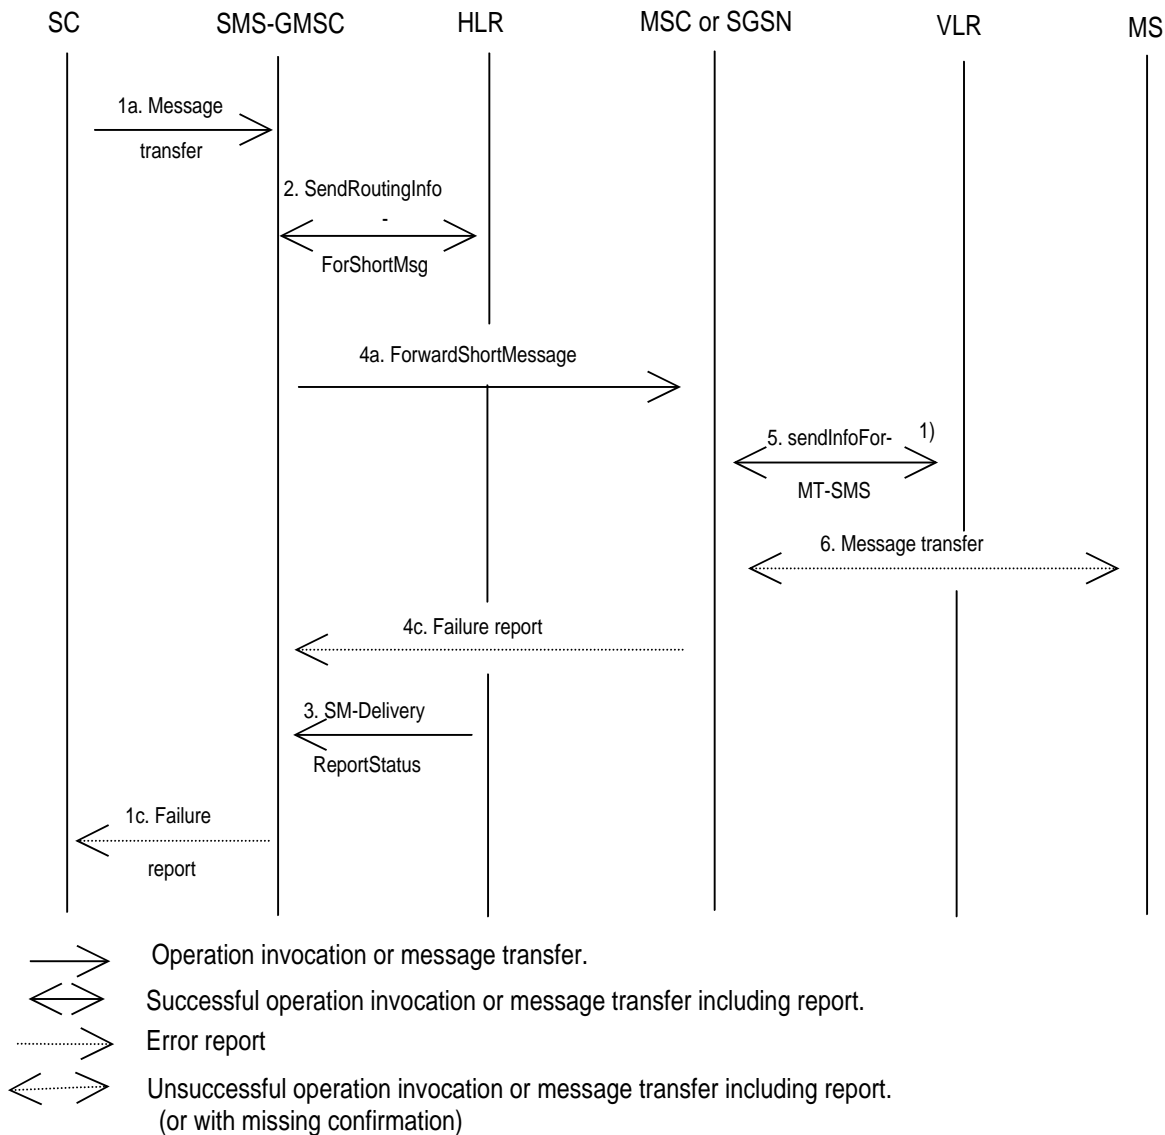 SC SMS-GMSC HLR MSC or SGSN VLR MS
1a. Message
transfer
2. SendRoutingInfo
-
ForShortMsg
4a. ForwardShortMessage
5. sendInfoFor- 1)
MT-SMS
6. Message transfer
4c. Failure report
3. SM-Delivery
ReportStatus
1c. Failure
report
Operation invocation or message transfer.
Successful operation invocation or message transfer including report.
Error report
Unsuccessful operation invocation or message transfer including report.
(or with missing confirmation)